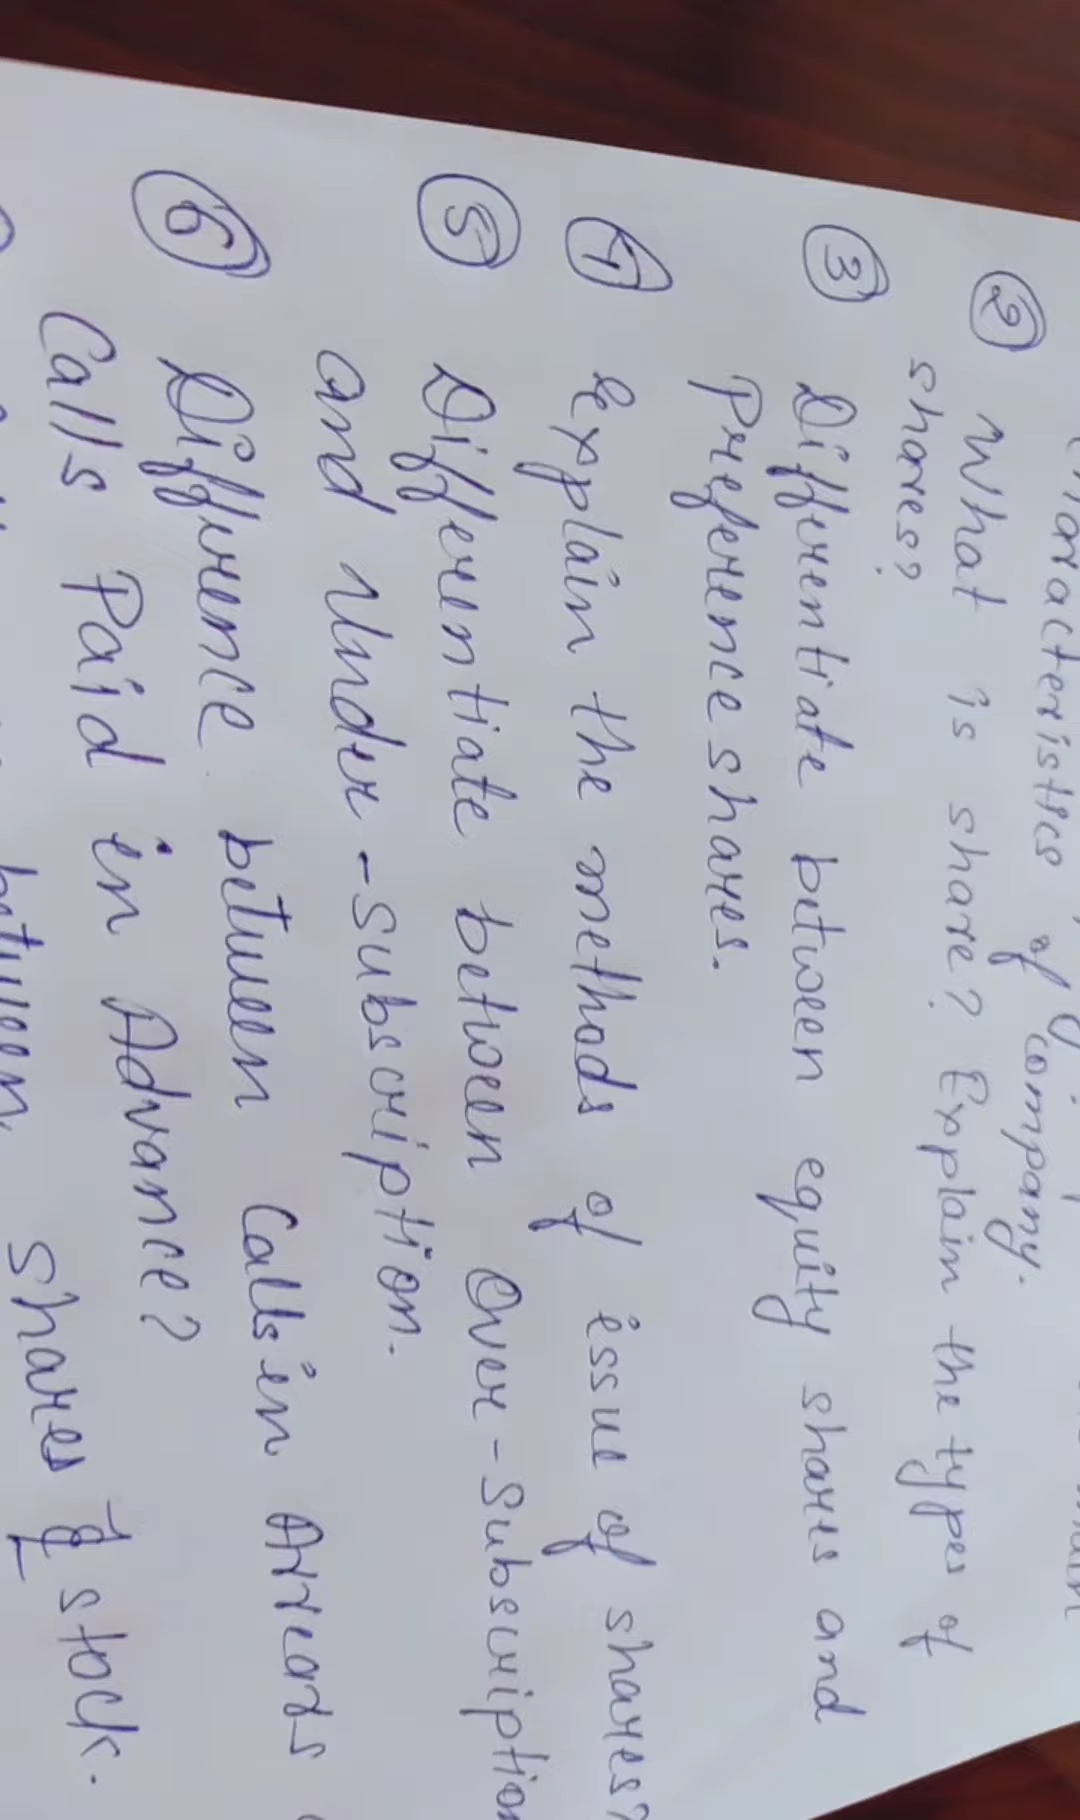 characteristics of company.
② What is share? Explain the types of
shares?
③ Differentiate between equity shares and
Preference shares.
④ explain the methods of issue of shares?
⑤ Differentiate between Over-Subscription
and under-subscription.
⑥ Difference between Calls in Arrears
Calls Paid in Advance?
between shares & stock.